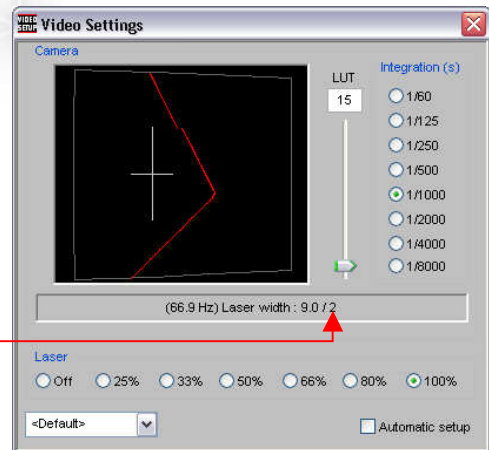 VIDEO
SETUP
Video Settings
Camera
LUT
15
Integration (s)
1/60
1/125
1/250
1/500
1/1000
1/2000
1/4000
1/8000
(66.9 Hz) Laser width : 9.0 / 2
Laser
Off 25% 33% 50% 66% 80% 100%
<Default>
Automatic setup